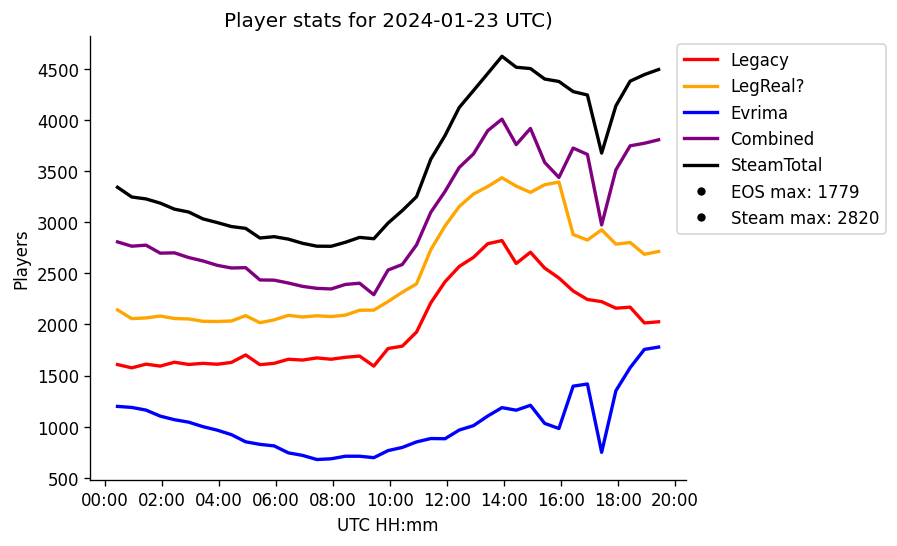 Player stats for 2024-01-23 UTC)
Players
4500
4000
3500
3000
2500
2000
1500
1000
500
00:00 02:00 04:00 06:00 08:00 10:00 12:00 14:00 16:00 18:00 20:00
UTC HH:mm
Legacy
LegReal?
Evrima
Combined
SteamTotal
EOS max: 1779
Steam max: 2820